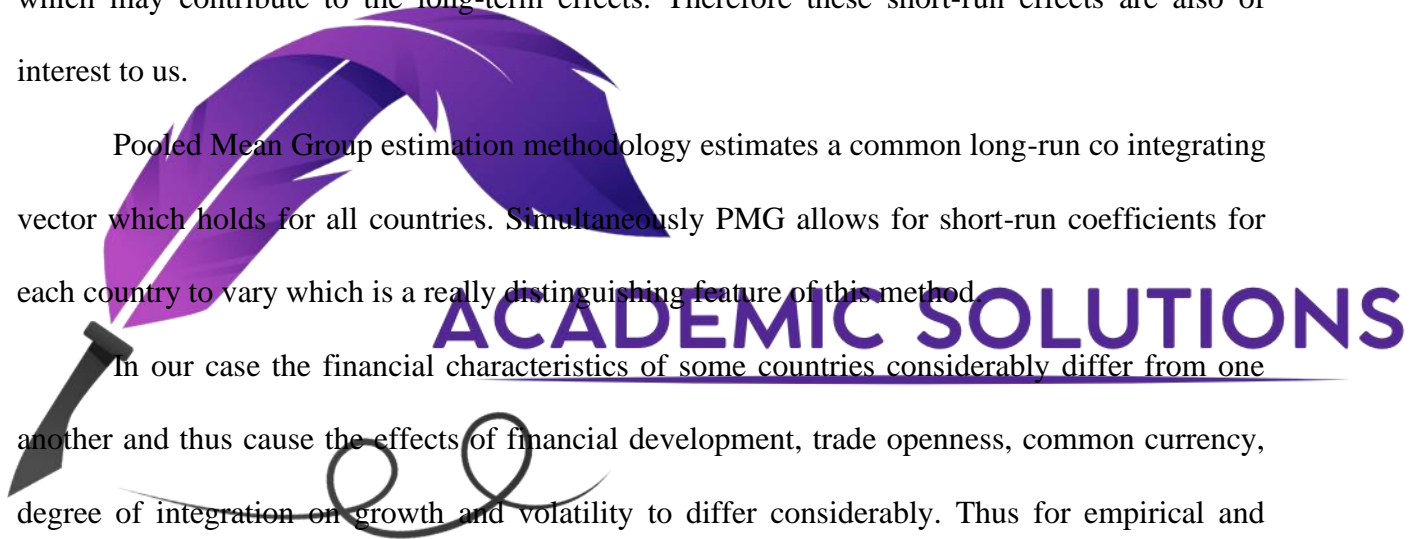 which may contribute to the long-term effects. Therefore these short-run effects are also of
interest to us.
Pooled Mean Group estimation methodology estimates a common long-run co integrating
vector which holds for all countries. Simultaneously PMG allows for short-run coefficients for
each country to vary which is a really distinguishing feature of this method.
ACADEMIC SOLUTIONS
In our case the financial characteristics of some countries considerably differ from one
another and thus cause the effects of financial development, trade openness, common currency,
degree of integration on growth and volatility to differ considerably. Thus for empirical and